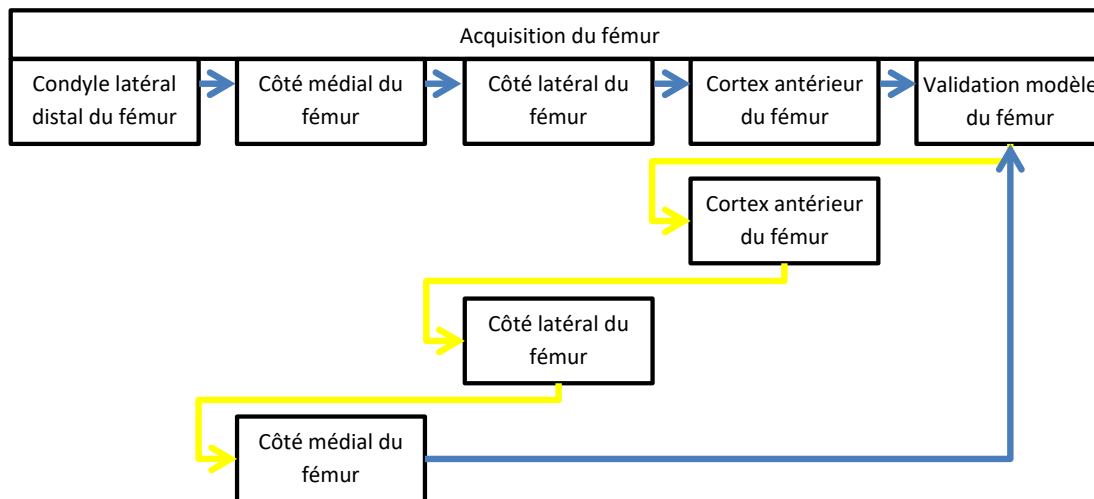 Acquisition du fémur
Condyle latéral
distal du fémur
Côté médial du
fémur
Côté latéral du
fémur
Cortex antérieur
du fémur
Validation modèle
du fémur
Cortex antérieur
du fémur
Côté latéral du
fémur
Côté médial du
fémur